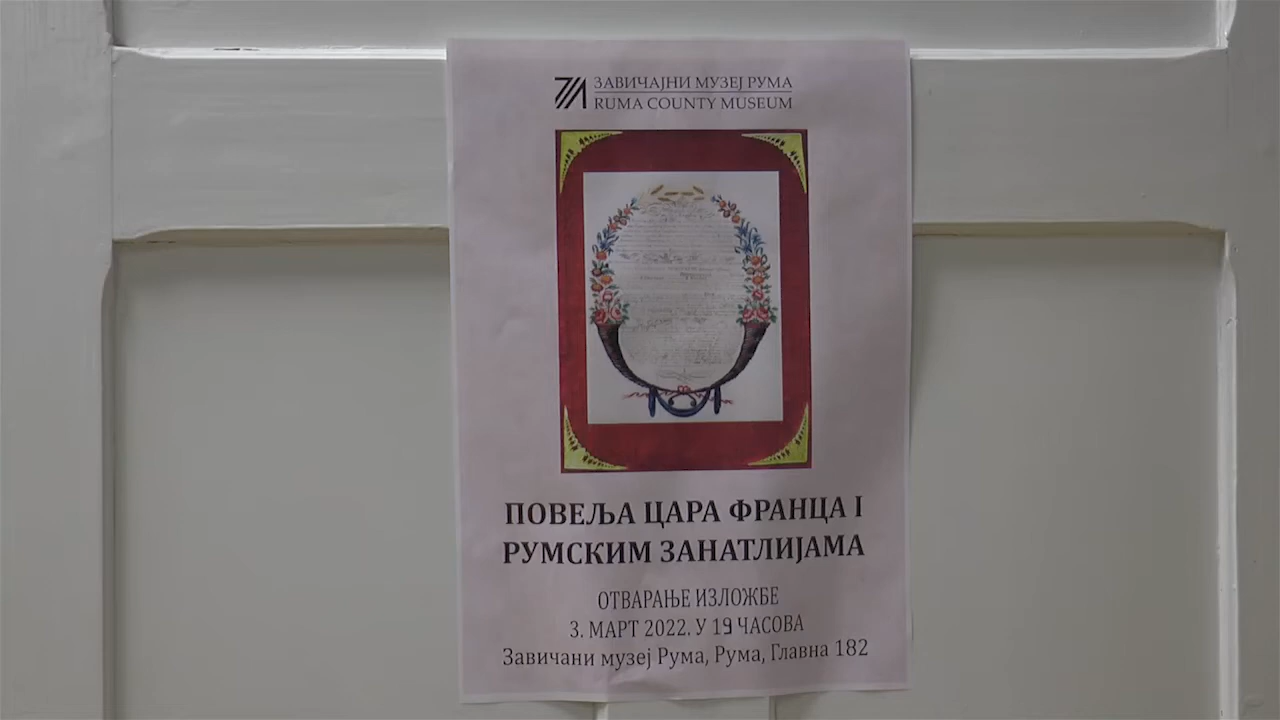 ЗАВИЧАЈНИ МУЗЕЈ РУМА
RUMA COUNTY MUSEUM
ПОВЕЉА ЦАРА ФРАНЦА I
РУМСКИМ ЗАНАТЛИЈАМА
ОТВАРАЊЕ ИЗЛОЖБЕ
3. МАРТ 2022. У 19 ЧАСОВА
Завичани музеј Рума, Рума, Главна 182